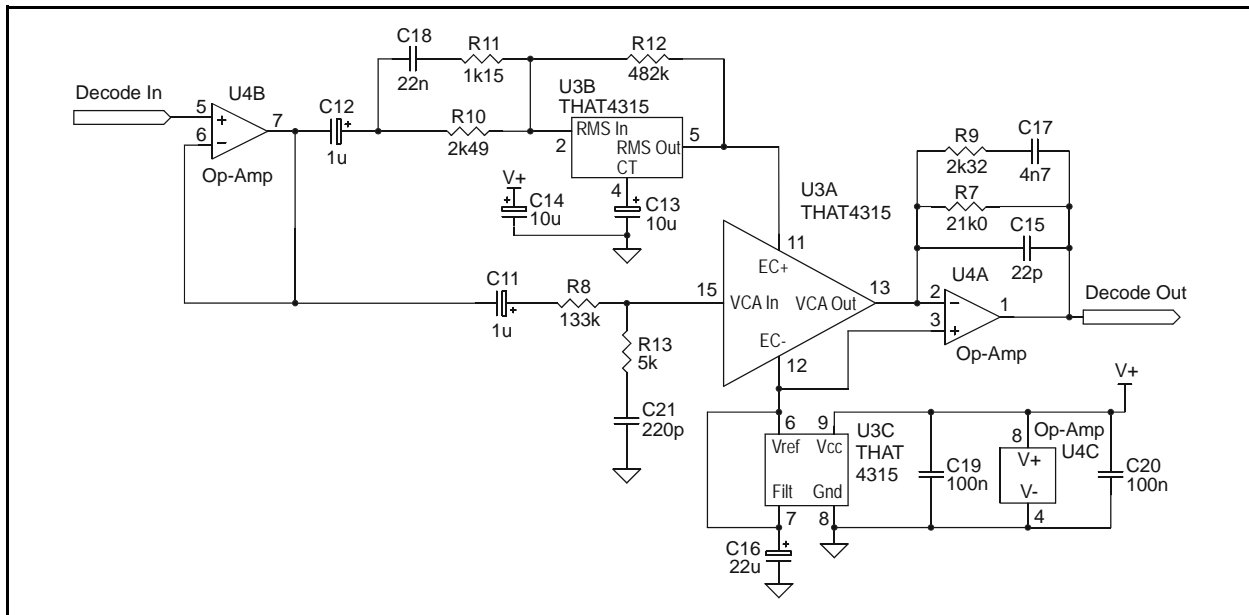 Decode In
U4B
5
6
7
Op-Amp
C12
1u
C18
22n
R11
1k15
R10
2k49
R12
482k
U3B
THAT4315
RMS In
2
RMS Out
5
CT
4
V+
C14
10u
C13
10u
C11
1u
R8
133k
R13
5k
C21
220p
U3A
THAT4315
11
EC+
15
VCA In
VCA Out
13
EC-
12
R9
2k32
C17
4n7
R7
21k0
C15
22p
U4A
2
3
1
Op-Amp
Decode Out
6
9
Vref
Vcc
Filt
Gnd
7
8
U3C
THAT
4315
C16
22u
C19
100n
Op-Amp
U4C
8
V+
V-
4
V+
C20
100n